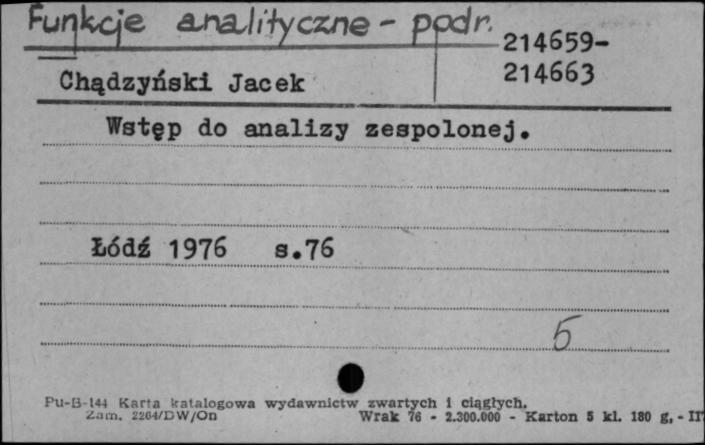 Funkcje analityczne - podr.
214659-
214663
Chądzyński Jacek
Wstęp do analizy zespolonej.
Łódź 1976 s.76
5
Pu-B-144 Karta katalogowa wydawnictw zwartych i ciągłych.
Zam. 2264/DW/On Wrak 76 - 2.300.000 - Karton 5 kl. 180 g. - II